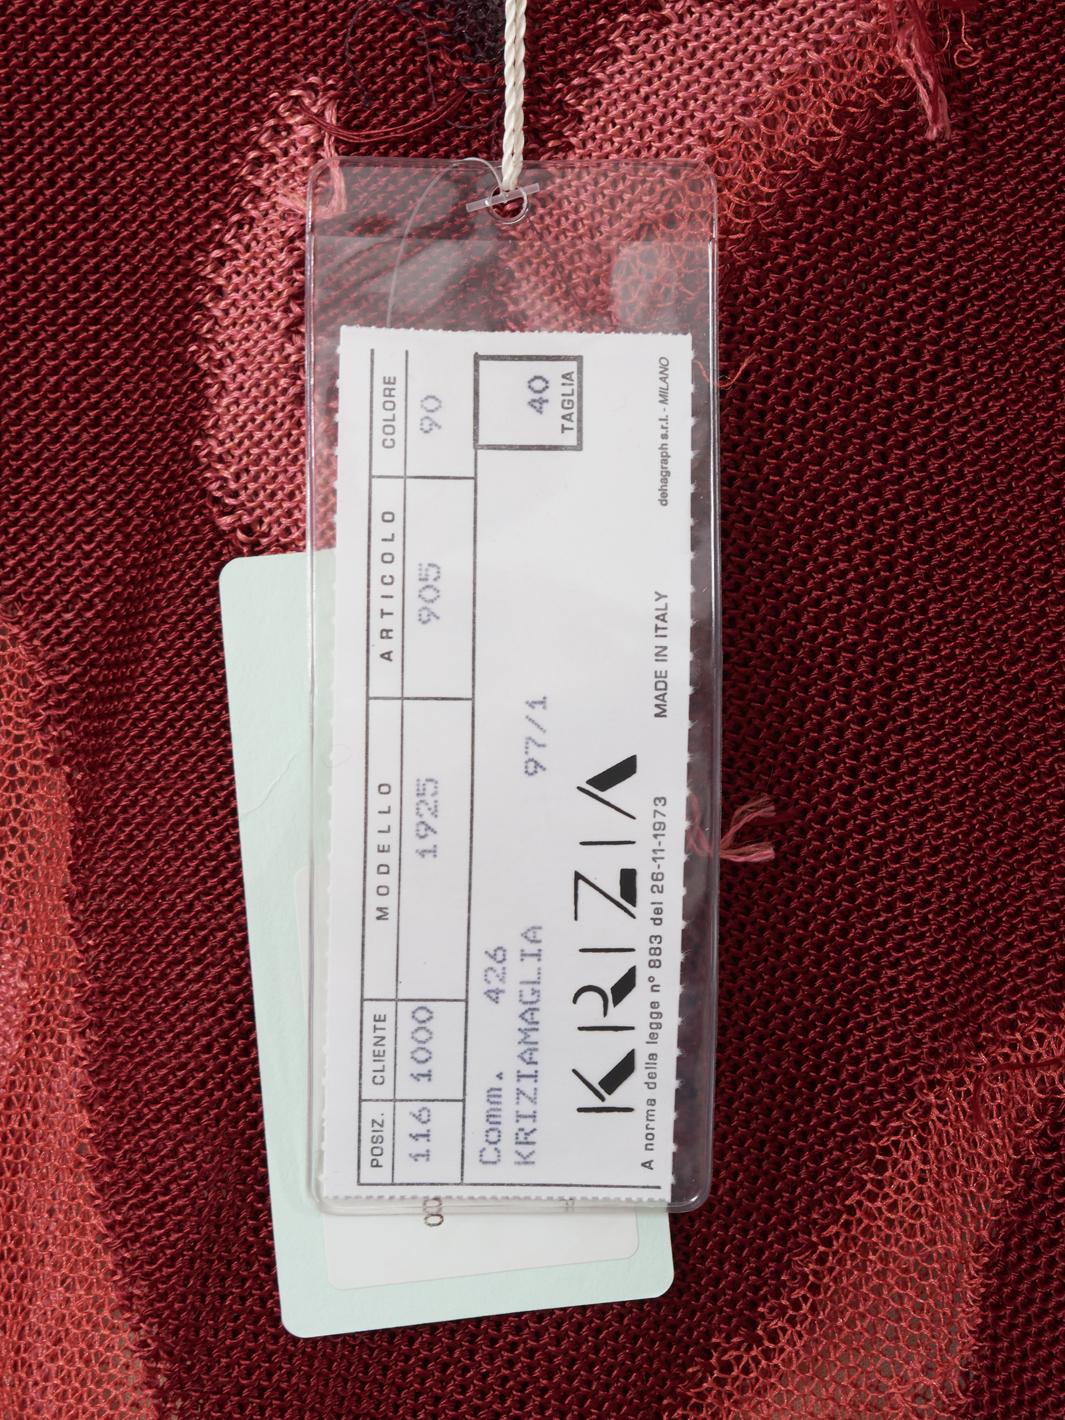 POSIZ. CLIENTE MODELLO ARTICOLO COLORE
116 1000 1925 905 90
Comm. 426
KRIZIAMAGLIA 97/1
40
TAGLIA
KRIZIA
A norma della legge n° 883 del 26-11-1973 MADE IN ITALY dehagraph s.r.l. - MILANO